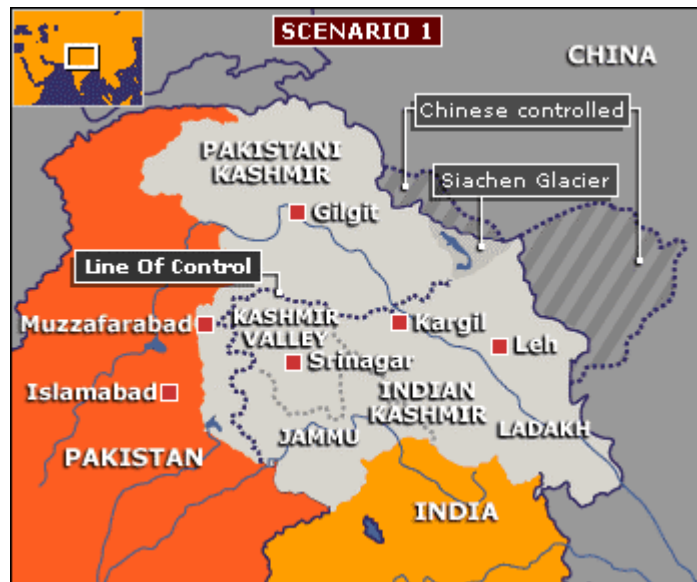 SCENARIO 1
CHINA
Chinese controlled
PAKISTANI
KASHMIR
Siachen Glacier
Gilgit
Line Of Control
Muzzafarabad
KASHMIR
VALLEY
Kargil
Srinagar
Leh
Islamabad
INDIAN
KASHMIR
JAMMU
LADAKH
PAKISTAN
INDIA